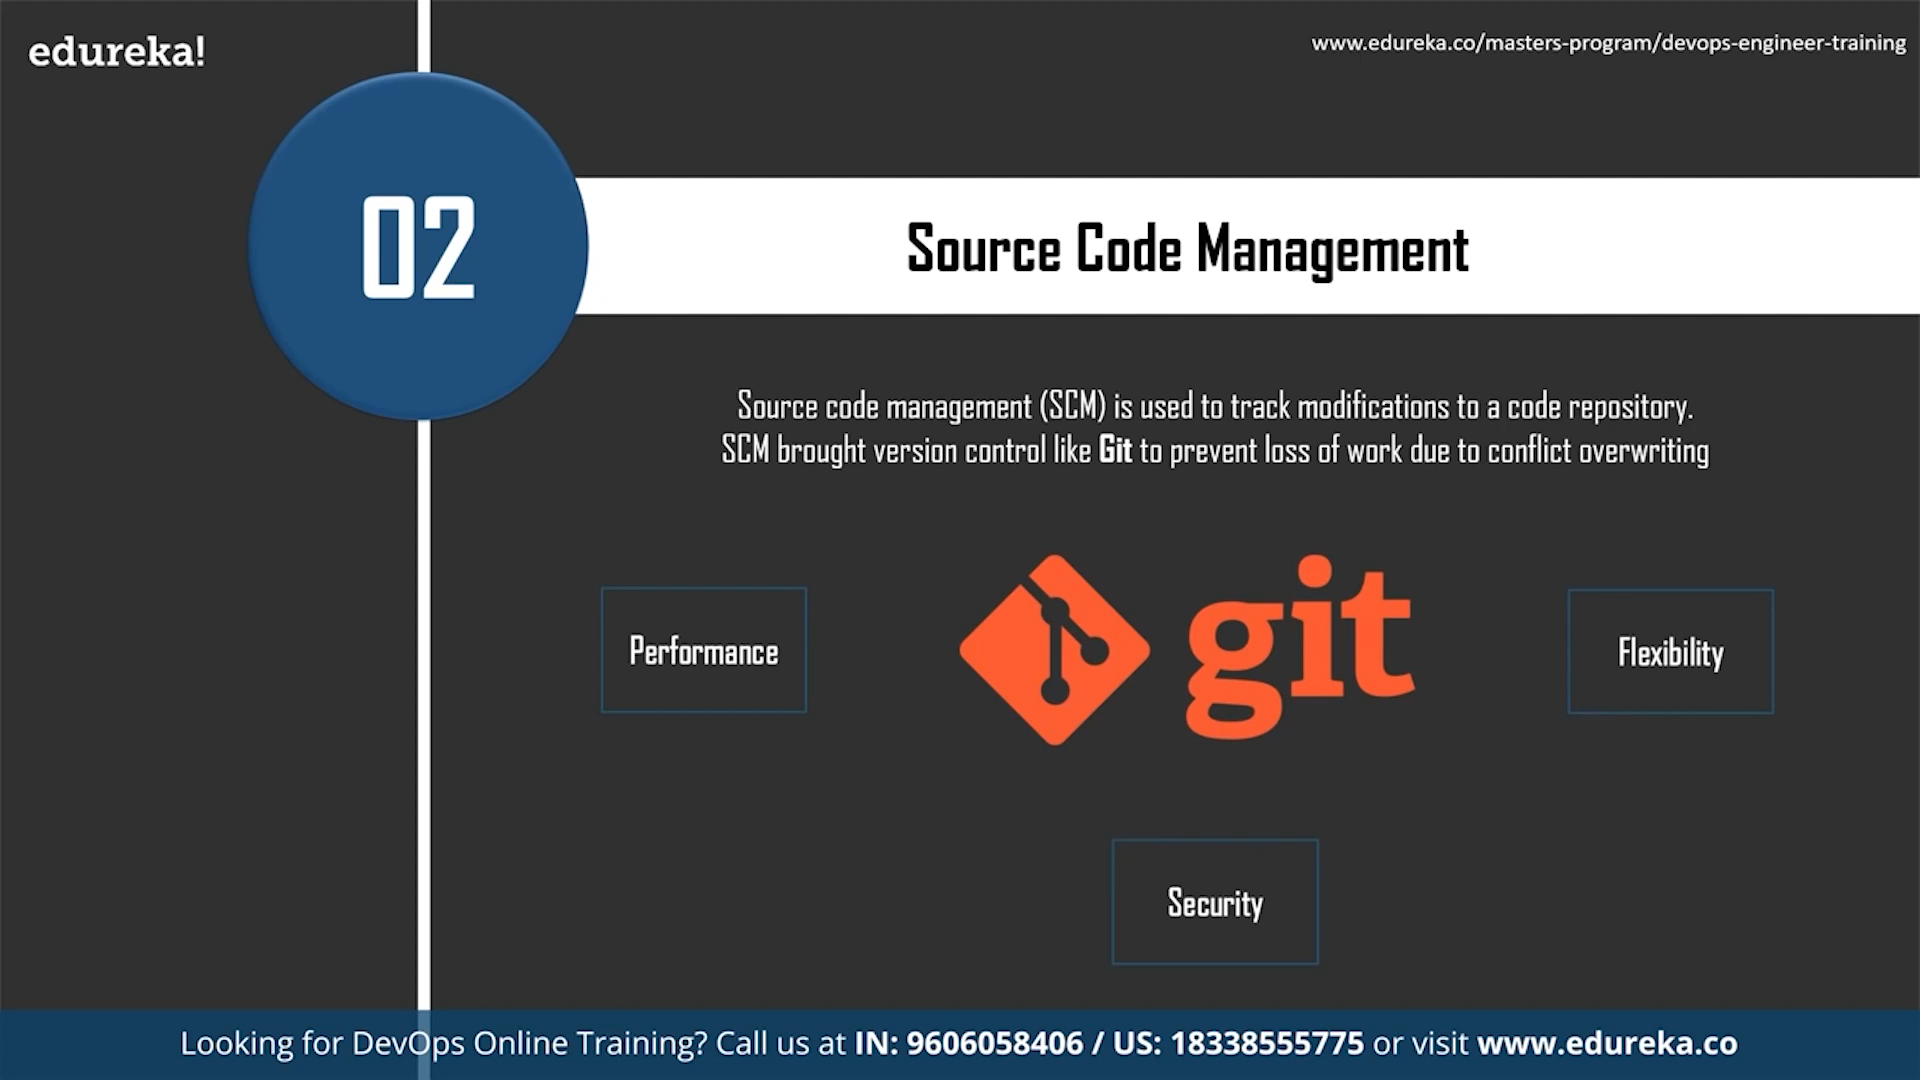 edureka!
www.edureka.co/masters-program/devops-engineer-training
02
Source Code Management
Source code management (SCM) is used to track modifications to a code repository.
SCM brought version control like Git to prevent loss of work due to conflict overwriting
Performance
git
Flexibility
Security
Looking for DevOps Online Training? Call us at IN: 9606058406 / US: 18338555775 or visit www.edureka.co